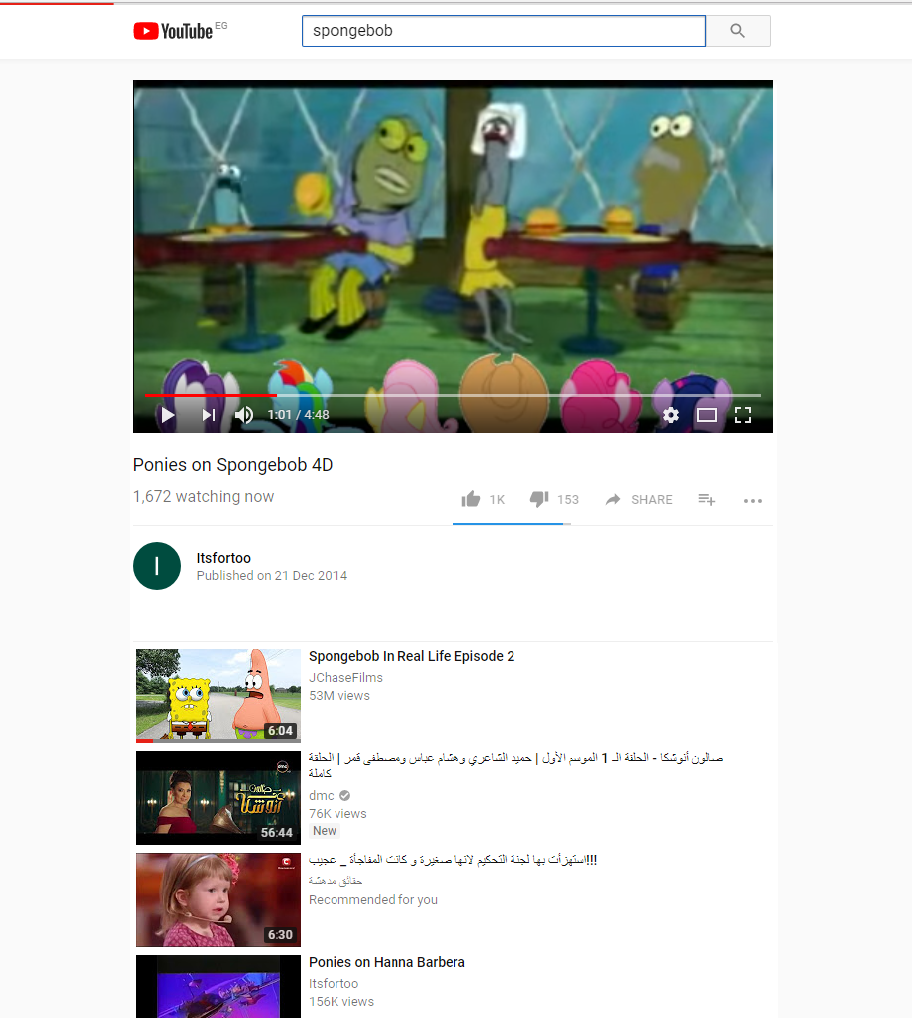 YouTube EG
spongebob
1:01 / 4:48
Ponies on Spongebob 4D
1,672 watching now
1K
153
SHARE
I
Itsfortoo
Published on 21 Dec 2014
Spongebob In Real Life Episode 2
JChaseFilms
53M views
6:04
صالون أنوشكا - الحلقة الـ 1 الموسم الأول | حميد الشاعري وهشام عباس ومصطفى قمر | الحلقة
كاملة
dmc
76K views
New
dmc
صالون
أنوشكا
56:44
استهزأت بها لجنة التحكيم لانها صغيرة و كانت المفاجأة _ عجيب!!!
حقائق مدهشة
Recommended for you
6:30
Ponies on Hanna Barbera
Itsfortoo
156K views